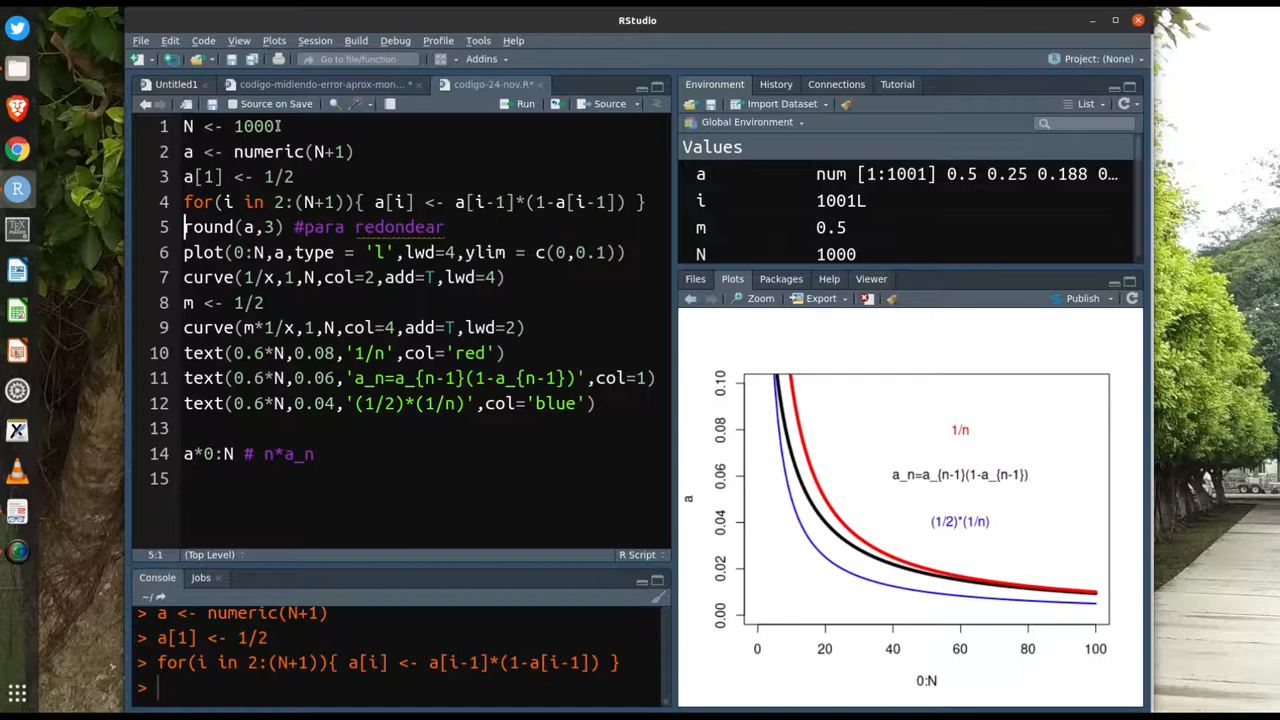 RStudio
File Edit Code View Plots Session Build Debug Profile Tools Help
Go to file/function Addins Project: (None)
Untitled1 codigo-midiendo-error-aprox-mon... * codigo-24-nov.R*
Source on Save Run Source
1 N <- 1000
2 a <- numeric(N+1)
3 a[1] <- 1/2
4 for(i in 2:(N+1)){ a[i] <- a[i-1]*(1-a[i-1]) }
5 round(a,3) #para redondear
6 plot(0:N,a,type = 'l',lwd=4,ylim = c(0,0.1))
7 curve(1/x,1,N,col=2,add=T,lwd=4)
8 m <- 1/2
9 curve(m*1/x,1,N,col=4,add=T,lwd=2)
10 text(0.6*N,0.08,'1/n',col='red')
11 text(0.6*N,0.06,'a_n=a_{n-1}(1-a_{n-1})',col=1)
12 text(0.6*N,0.04,'(1/2)*(1/n)',col='blue')
13
14 a*0:N # n*a_n
15
5:1 (Top Level) R Script
Console Jobs
~/
> a <- numeric(N+1)
> a[1] <- 1/2
> for(i in 2:(N+1)){ a[i] <- a[i-1]*(1-a[i-1]) }
>
Environment History Connections Tutorial
Import Dataset List
Global Environment
Values
a num [1:1001] 0.5 0.25 0.188 0...
i 1001L
m 0.5
N 1000
Files Plots Packages Help Viewer
Zoom Export Publish
0.10
0.08
0.06
0.04
0.02
0.00
a
1/n
a_n=a_{n-1}(1-a_{n-1})
(1/2)*(1/n)
0 20 40 60 80 100
0:N